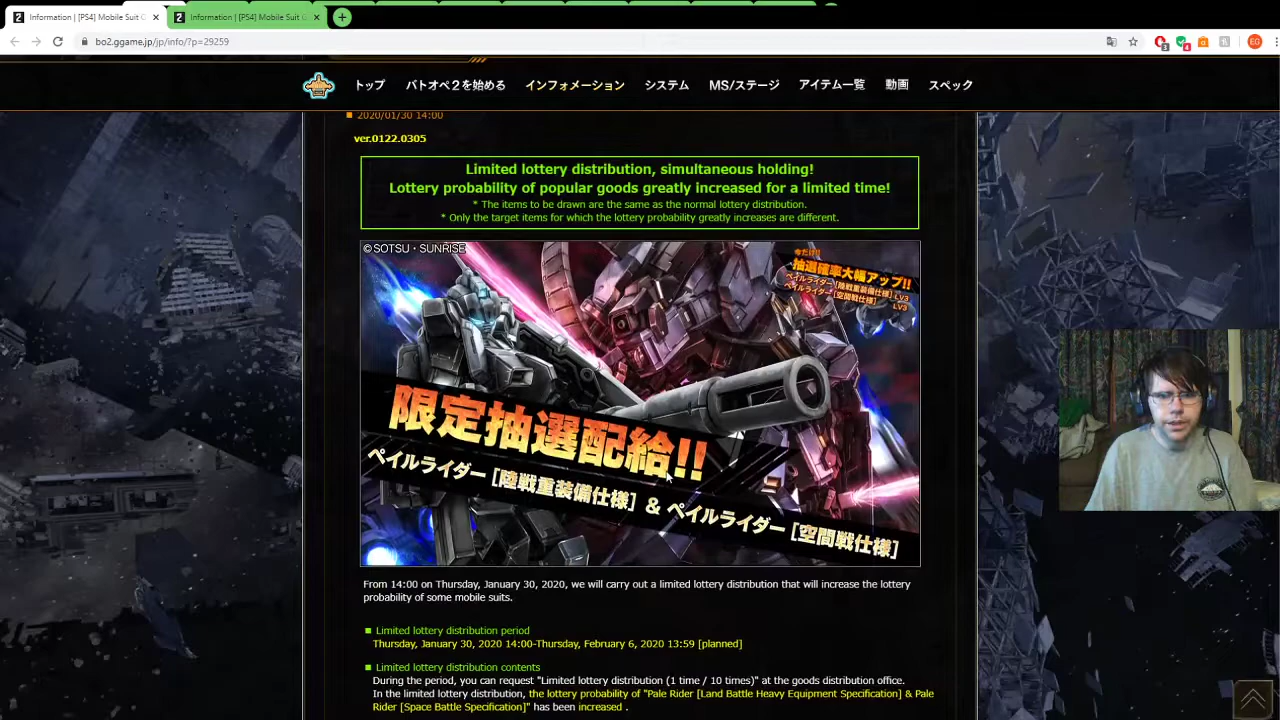 Information | [PS4] Mobile Suit G
Information | [PS4] Mobile Suit G
bo2.ggame.jp/jp/info/?p=29259
トップ
バトオペ２を始める
インフォメーション
システム
MS/ステージ
アイテム一覧
動画
スペック
2020/01/30 14:00
ver.0122.0305
Limited lottery distribution, simultaneous holding!
Lottery probability of popular goods greatly increased for a limited time!
* The items to be drawn are the same as the normal lottery distribution.
* Only the target items for which the lottery probability greatly increases are different.
©SOTSU・SUNRISE
今だけ!!
抽選確率大幅アップ!!
ペイルライダー [陸戦重装備仕様] LV3
ペイルライダー [空間戦仕様] LV3
限定抽選配給!!
ペイルライダー [陸戦重装備仕様] & ペイルライダー [空間戦仕様]
From 14:00 on Thursday, January 30, 2020, we will carry out a limited lottery distribution that will increase the lottery
probability of some mobile suits.
Limited lottery distribution period
Thursday, January 30, 2020 14:00-Thursday, February 6, 2020 13:59 [planned]
Limited lottery distribution contents
During the period, you can request "Limited lottery distribution (1 time / 10 times)" at the goods distribution office.
In the limited lottery distribution, the lottery probability of "Pale Rider [Land Battle Heavy Equipment Specification] & Pale
Rider [Space Battle Specification]" has been increased .